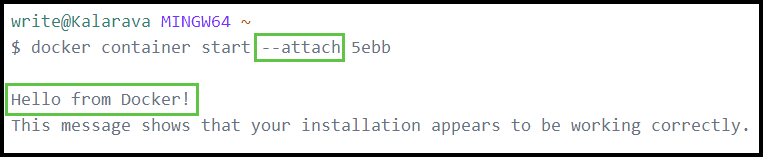 write@Kalarava MINGW64 ~
$ docker container start --attach 5ebb
Hello from Docker!
This message shows that your installation appears to be working correctly.